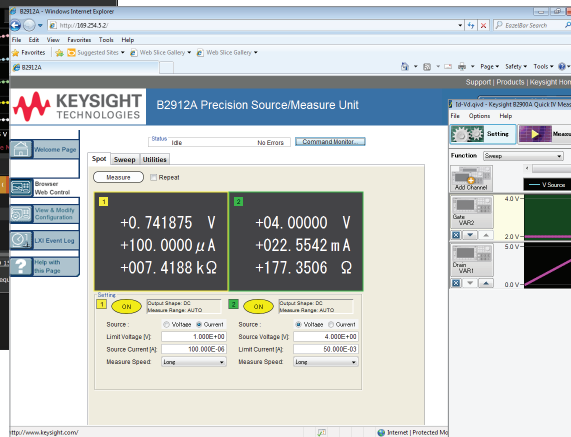 B2912A - Windows Internet Explorer
http://169.254.5.2/
EezelBar Search
File Edit View Favorites Tools Help
Favorites Suggested Sites Web Slice Gallery Web Slice Gallery
B2912A
Page Safety Tools
Support | Products | Keysight Hom
KEYSIGHT
TECHNOLOGIES
B2912A Precision Source/Measure Unit
Id-Vd.qivd - Keysight B2900A Quick IV Meas
File Options Help
Setting Measu
Function Sweep
Add Channel
V Source
Gate
VAR2
4.0 V
2.0 V
Drain
VAR1
5.0 V
0.0 V
Welcome Page
Browser
Web Control
View & Modify
Configuration
LXI Event Log
Help with
this Page
Status
Idle No Errors Command Monitor...
Spot Sweep Utilities
Measure Repeat
1
+0.741875 V
+100.0000 μA
+007.4188 kΩ
2
+04.00000 V
+022.5542 mA
+177.3506 Ω
Setting
1 ON Output Shape: DC
Measure Range: AUTO
Source : Voltage Current
Limit Voltage [V]: 1.000E+00
Source Current[A]: 100.000E-06
Measure Speed: Long
2 ON Output Shape: DC
Measure Range: AUTO
Source : Voltage Current
Source Voltage [V]: 4.000E+00
Limit Current[A]: 50.000E-03
Measure Speed: Long
http://www.keysight.com/
Internet | Protected Mo